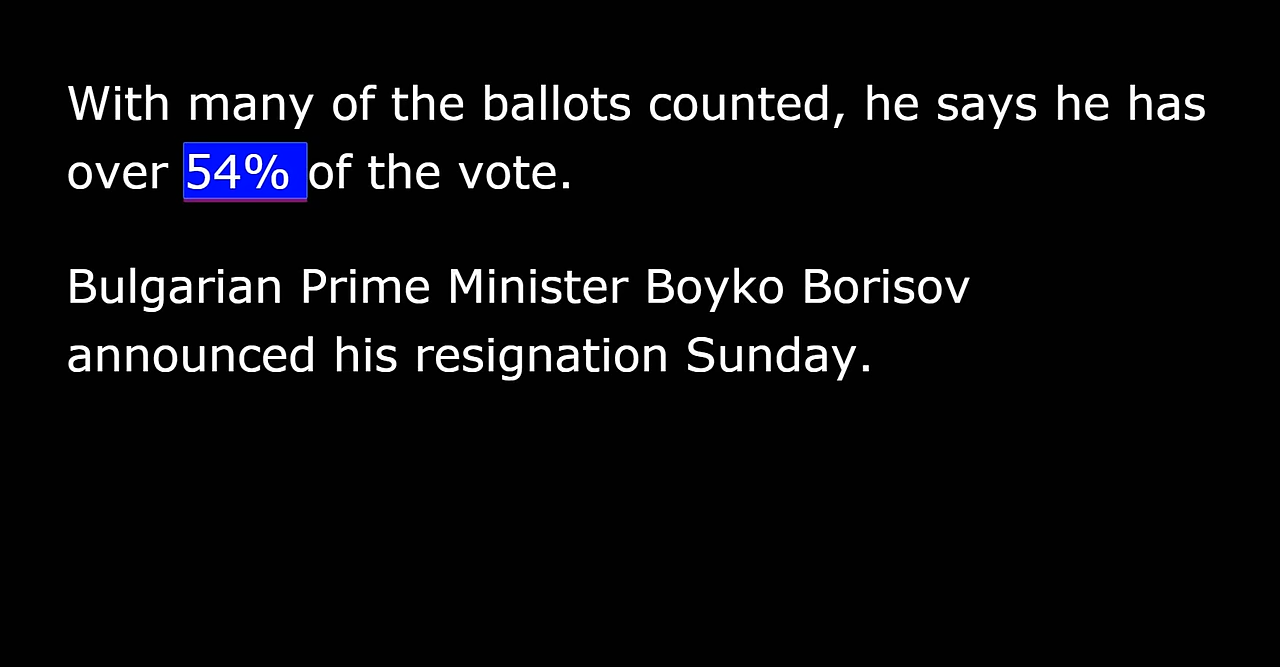 With many of the ballots counted, he says he has
over 54% of the vote.
Bulgarian Prime Minister Boyko Borisov
announced his resignation Sunday.